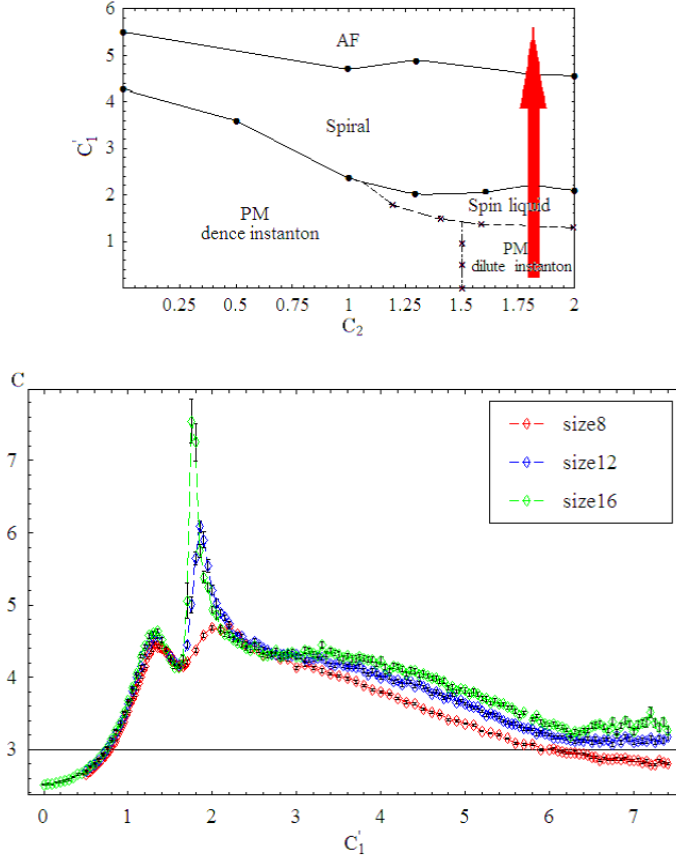 6
AF
5
4
C'₁
Spiral
3
2
Spin liquid
PM
dence instanton
1
PM
dilute instanton
0.25 0.5 0.75 1 1.25 1.5 1.75 2
C₂
C
size8
size12
size16
7
6
5
4
3
0 1 2 3 4 5 6 7
C'₁